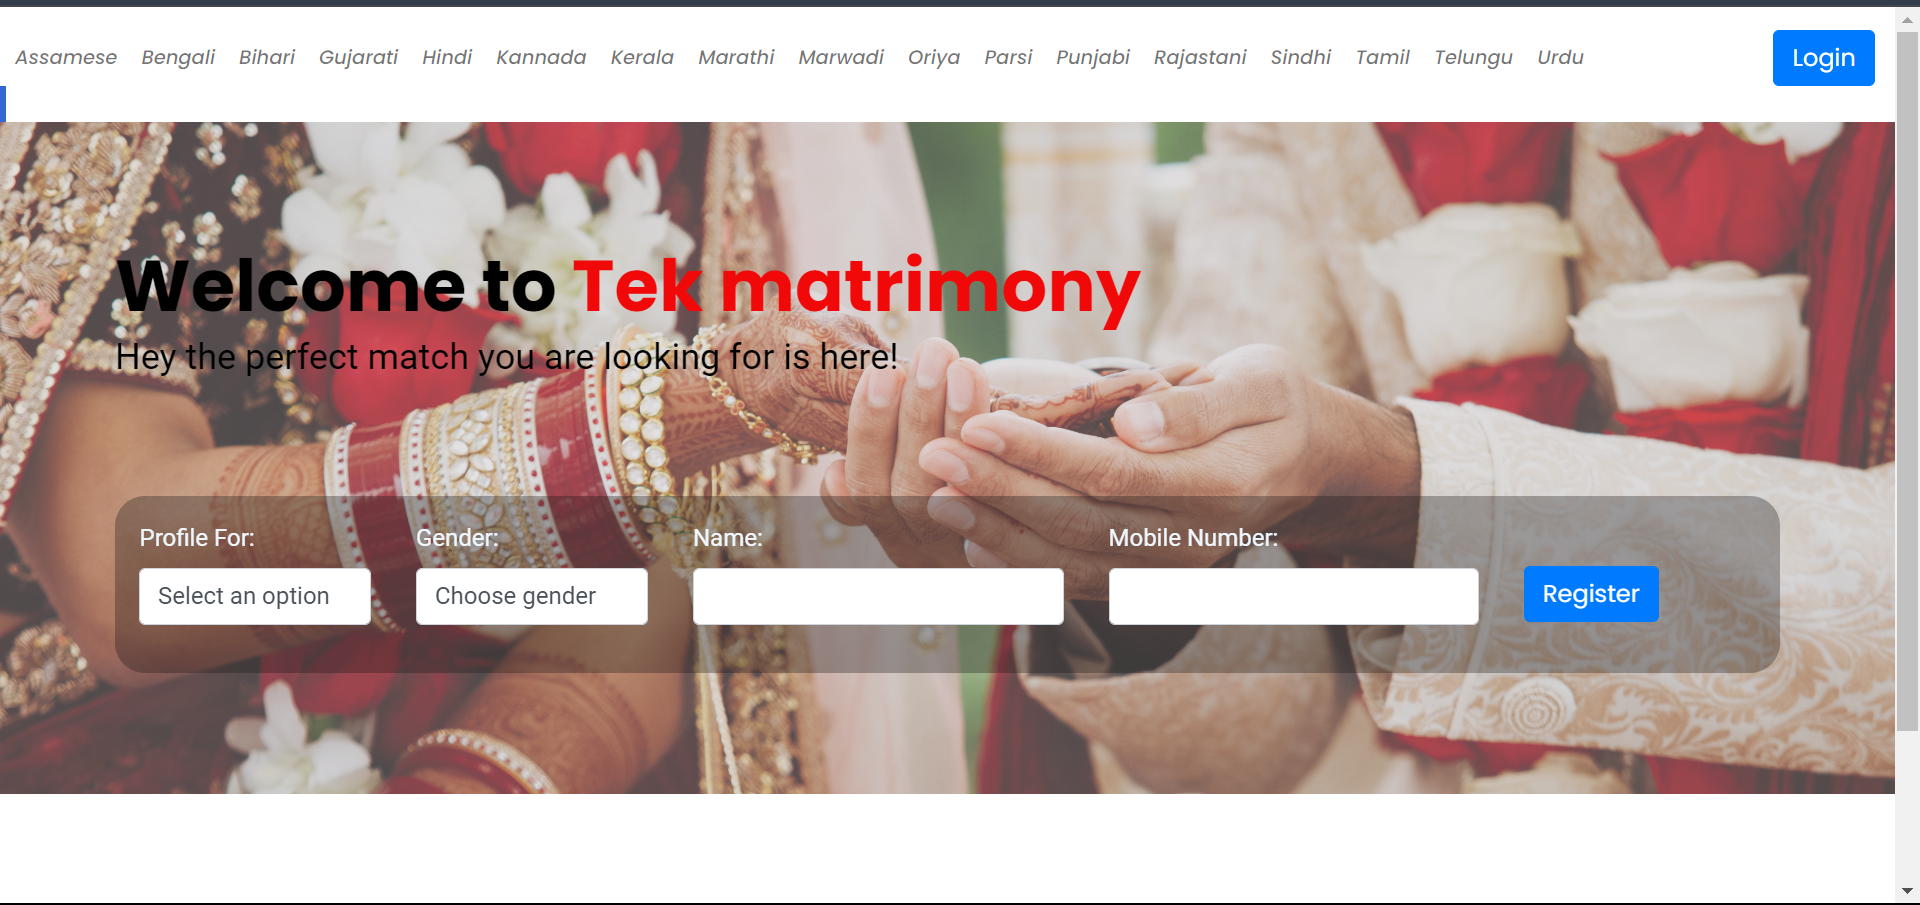 Assamese Bengali Bihari Gujarati Hindi Kannada Kerala Marathi Marwadi Oriya Parsi Punjabi Rajastani Sindhi Tamil Telungu Urdu Login
Welcome to Tek matrimony
Hey the perfect match you are looking for is here!
Profile For: Gender: Name: Mobile Number:
Select an option Choose gender Register